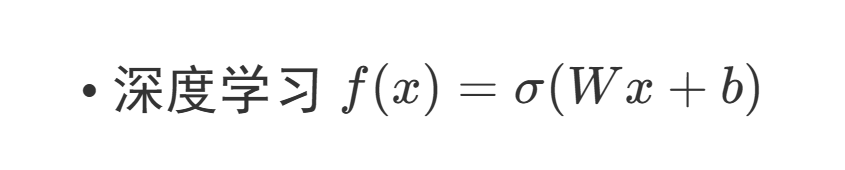 • 深度学习 f(x) = σ(Wx + b)